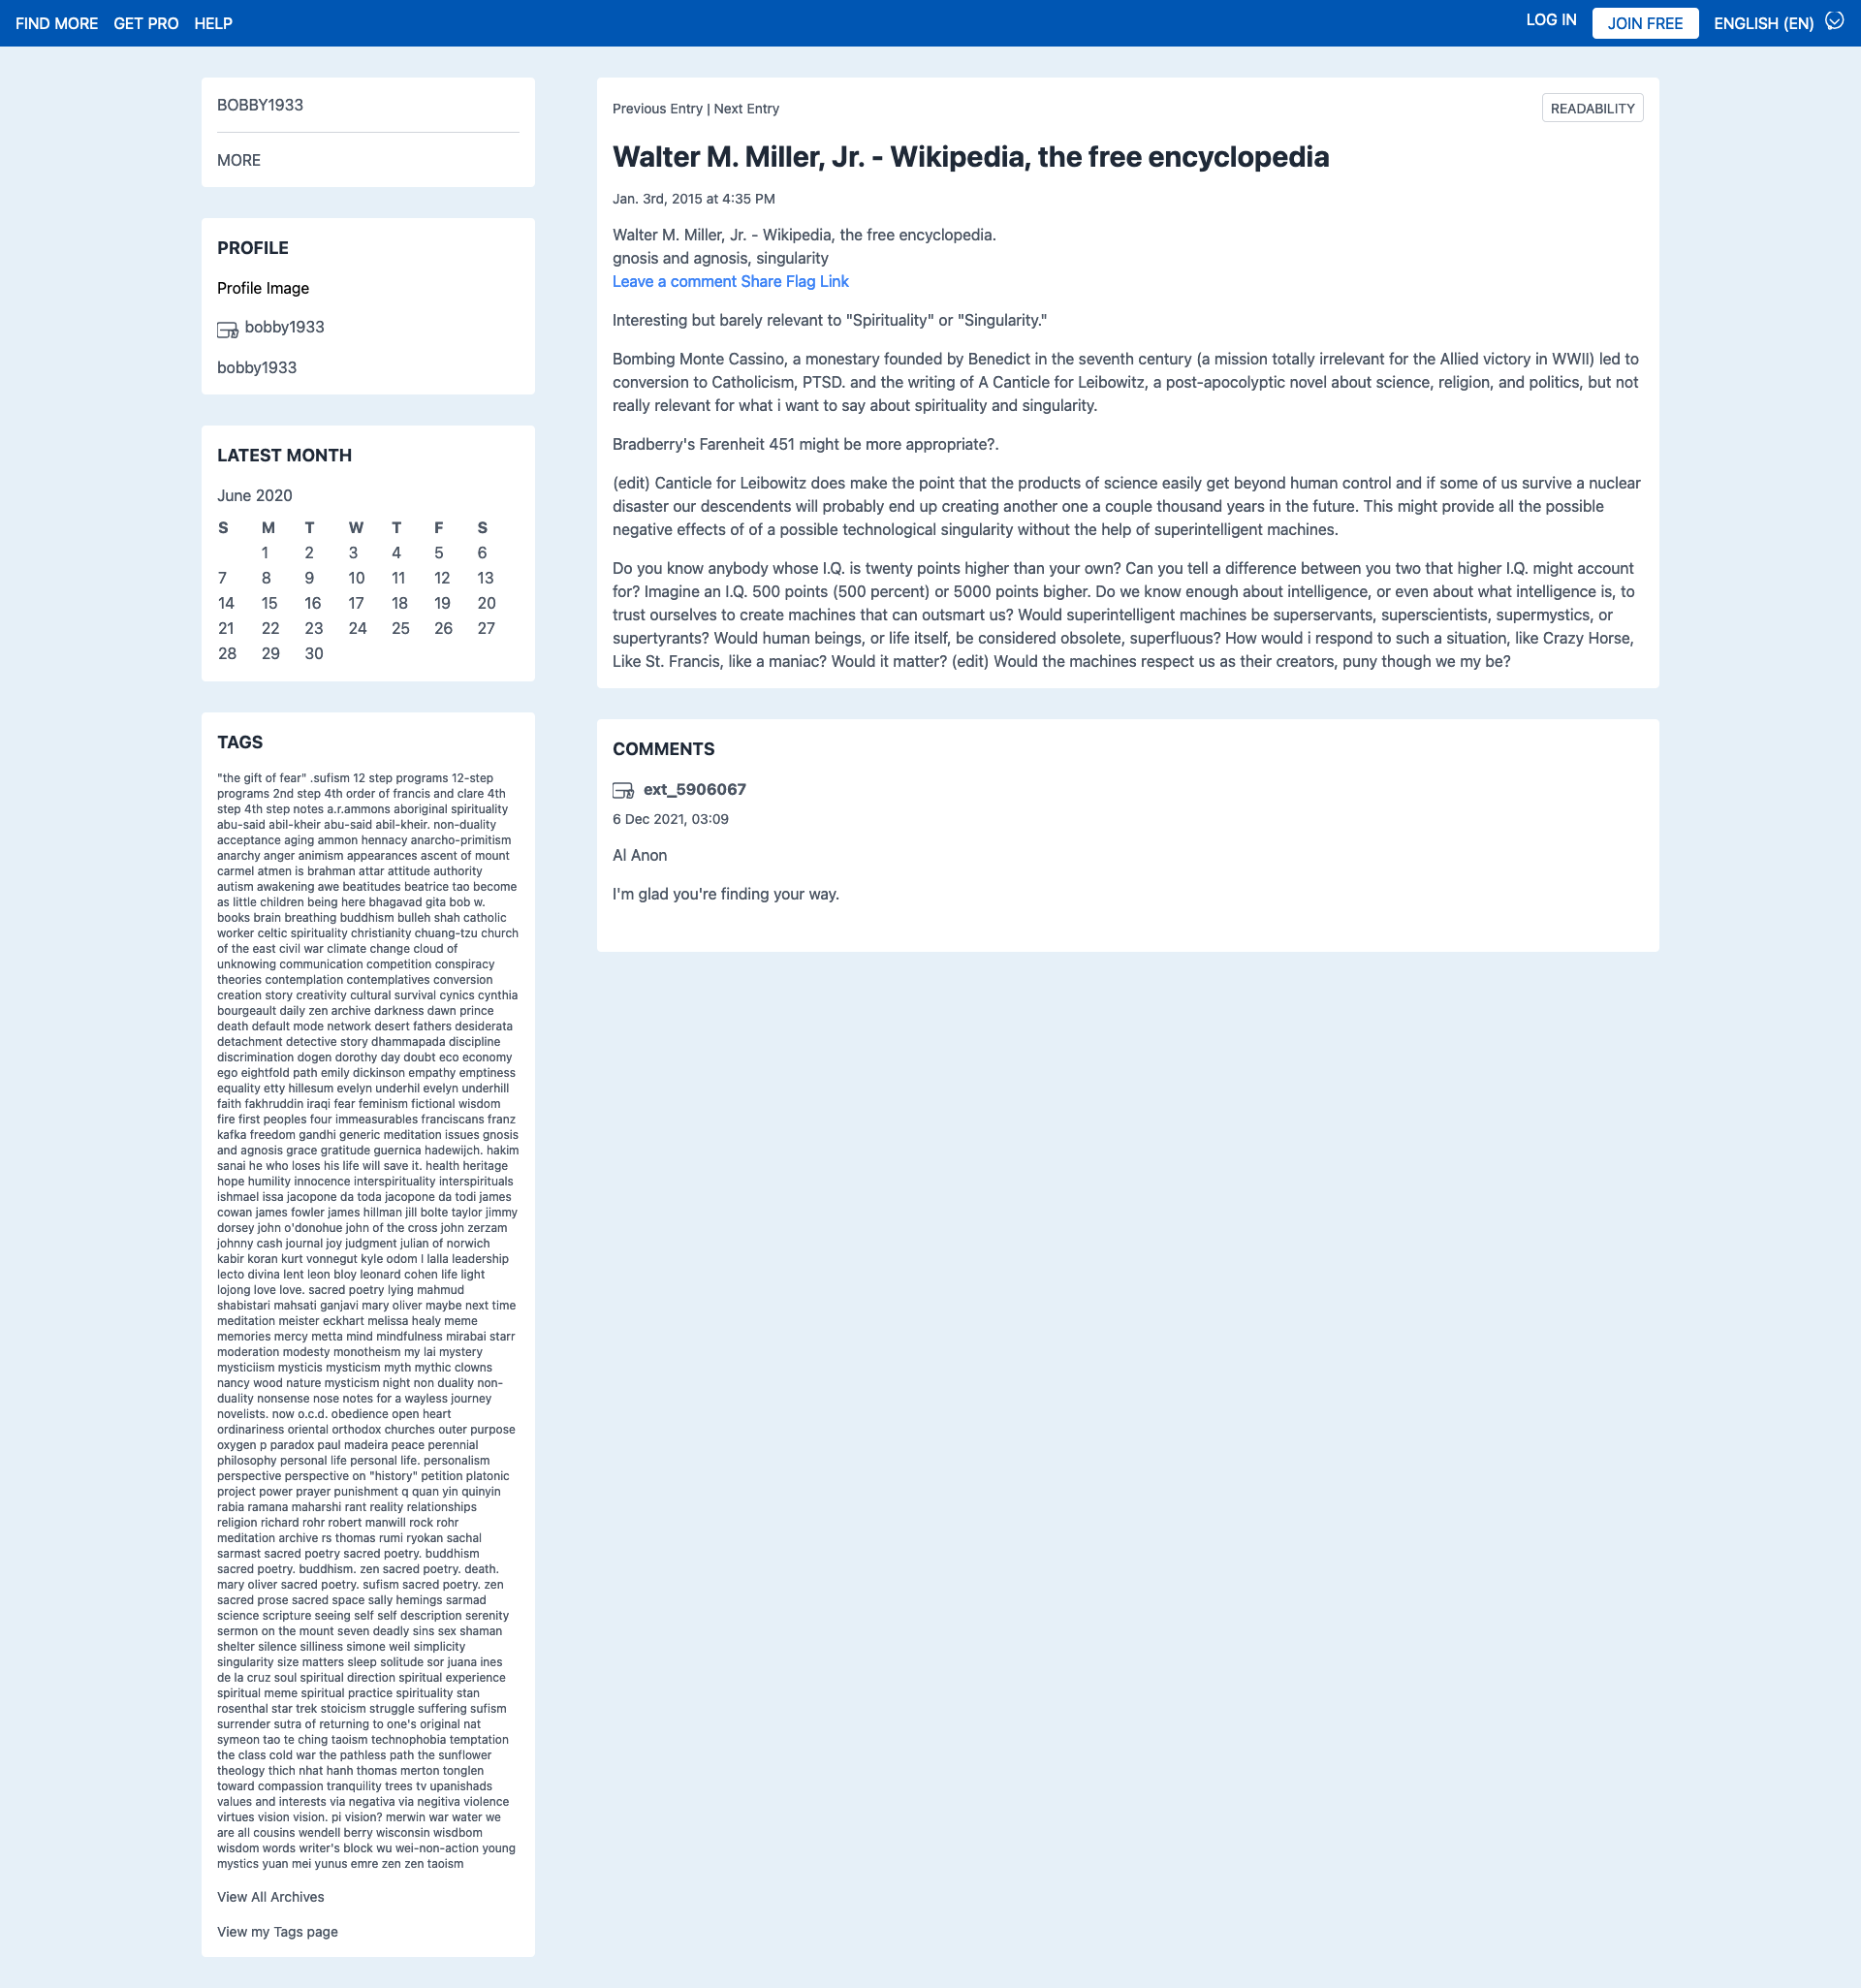 FIND MORE GET PRO HELP
LOG IN JOIN FREE ENGLISH (EN)
BOBBY1933
MORE
PROFILE
Profile Image
bobby1933
bobby1933
LATEST MONTH
June 2020
S M T W T F S
1 2 3 4 5 6
7 8 9 10 11 12 13
14 15 16 17 18 19 20
21 22 23 24 25 26 27
28 29 30
TAGS
"the gift of fear" .sufism 12 step programs 12-step
programs 2nd step 4th order of francis and clare 4th
step 4th step notes a.r.ammons aboriginal spirituality
abu-said abil-kheir abu-said abil-kheir. non-duality
acceptance aging ammon hennacy anarcho-primitism
anarchy anger animism appearances ascent of mount
carmel atmen is brahman attar attitude authority
autism awakening awe beatitudes beatrice tao become
as little children being here bhagavad gita bob w.
books brain breathing buddhism bulleh shah catholic
worker celtic spirituality christianity chuang-tzu church
of the east civil war climate change cloud of
unknowing communication competition conspiracy
theories contemplation contemplatives conversion
creation story creativity cultural survival cynics cynthia
bourgeault daily zen archive darkness dawn prince
death default mode network desert fathers desiderata
detachment detective story dhammapada discipline
discrimination dogen dorothy day doubt eco economy
ego eightfold path emily dickinson empathy emptiness
equality etty hillesum evelyn underhil evelyn underhill
faith fakhruddin iraqi fear feminism fictional wisdom
fire first peoples four immeasurables franciscans franz
kafka freedom gandhi generic meditation issues gnosis
and agnosis grace gratitude guernica hadewijch. hakim
sanai he who loses his life will save it. health heritage
hope humility innocence interspirituality interspirituals
ishmael issa jacopone da toda jacopone da todi james
cowan james fowler james hillman jill bolte taylor jimmy
dorsey john o'donohue john of the cross john zerzam
johnny cash journal joy judgment julian of norwich
kabir koran kurt vonnegut kyle odom l lalla leadership
lecto divina lent leon bloy leonard cohen life light
lojong love love. sacred poetry lying mahmud
shabistari mahsati ganjavi mary oliver maybe next time
meditation meister eckhart melissa healy meme
memories mercy metta mind mindfulness mirabai starr
moderation modesty monotheism my lai mystery
mysticiism mysticis mysticism myth mythic clowns
nancy wood nature mysticism night non duality non-
duality nonsense nose notes for a wayless journey
novelists. now o.c.d. obedience open heart
ordinariness oriental orthodox churches outer purpose
oxygen p paradox paul madeira peace perennial
philosophy personal life personal life. personalism
perspective perspective on "history" petition platonic
project power prayer punishment q quan yin quinyin
rabia ramana maharshi rant reality relationships
religion richard rohr robert manwill rock rohr
meditation archive rs thomas rumi ryokan sachal
sarmast sacred poetry sacred poetry. buddhism
sacred poetry. buddhism. zen sacred poetry. death.
mary oliver sacred poetry. sufism sacred poetry. zen
sacred prose sacred space sally hemings sarmad
science scripture seeing self self description serenity
sermon on the mount seven deadly sins sex shaman
shelter silence silliness simone weil simplicity
singularity size matters sleep solitude sor juana ines
de la cruz soul spiritual direction spiritual experience
spiritual meme spiritual practice spirituality stan
rosenthal star trek stoicism struggle suffering sufism
surrender sutra of returning to one's original nat
symeon tao te ching taoism technophobia temptation
the class cold war the pathless path the sunflower
theology thich nhat hanh thomas merton tonglen
toward compassion tranquility trees tv upanishads
values and interests via negativa via negitiva violence
virtues vision vision. pi vision? merwin war water we
are all cousins wendell berry wisconsin wisdbom
wisdom words writer's block wu wei-non-action young
mystics yuan mei yunus emre zen zen taoism
View All Archives
View my Tags page
Previous Entry | Next Entry
READABILITY
Walter M. Miller, Jr. - Wikipedia, the free encyclopedia
Jan. 3rd, 2015 at 4:35 PM
Walter M. Miller, Jr. - Wikipedia, the free encyclopedia.
gnosis and agnosis, singularity
Leave a comment Share Flag Link
Interesting but barely relevant to "Spirituality" or "Singularity."
Bombing Monte Cassino, a monestary founded by Benedict in the seventh century (a mission totally irrelevant for the Allied victory in WWII) led to
conversion to Catholicism, PTSD. and the writing of A Canticle for Leibowitz, a post-apocolyptic novel about science, religion, and politics, but not
really relevant for what i want to say about spirituality and singularity.
Bradberry's Farenheit 451 might be more appropriate?.
(edit) Canticle for Leibowitz does make the point that the products of science easily get beyond human control and if some of us survive a nuclear
disaster our descendents will probably end up creating another one a couple thousand years in the future. This might provide all the possible
negative effects of of a possible technological singularity without the help of superintelligent machines.
Do you know anybody whose I.Q. is twenty points higher than your own? Can you tell a difference between you two that higher I.Q. might account
for? Imagine an I.Q. 500 points (500 percent) or 5000 points bigher. Do we know enough about intelligence, or even about what intelligence is, to
trust ourselves to create machines that can outsmart us? Would superintelligent machines be superservants, superscientists, supermystics, or
supertyrants? Would human beings, or life itself, be considered obsolete, superfluous? How would i respond to such a situation, like Crazy Horse,
Like St. Francis, like a maniac? Would it matter? (edit) Would the machines respect us as their creators, puny though we my be?
COMMENTS
ext_5906067
6 Dec 2021, 03:09
Al Anon
I'm glad you're finding your way.